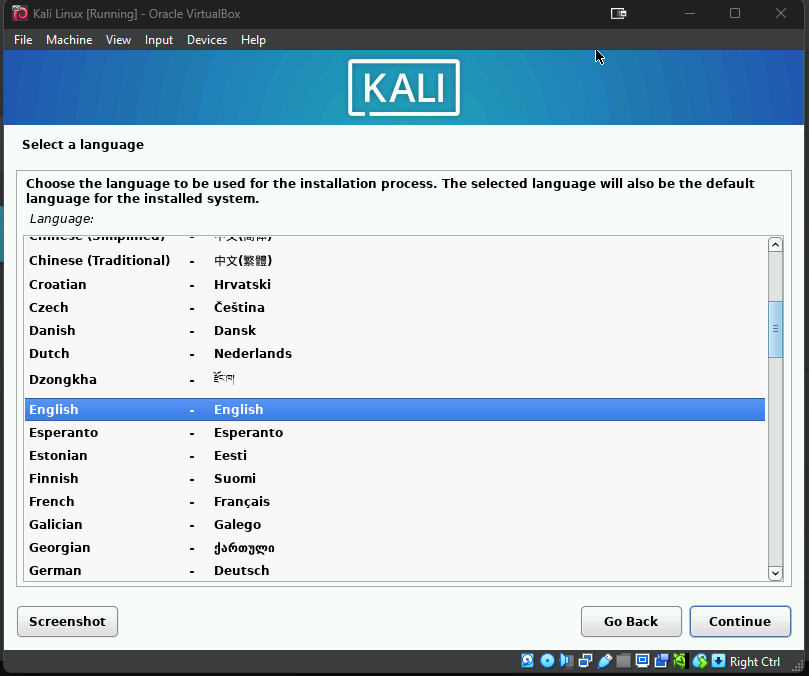 Kali Linux [Running] - Oracle VirtualBox
File Machine View Input Devices Help
KALI
Select a language
Choose the language to be used for the installation process. The selected language will also be the default
language for the installed system.
Language:
Chinese (Simplified) - 中文(简体)
Chinese (Traditional) - 中文(繁體)
Croatian - Hrvatski
Czech - Čeština
Danish - Dansk
Dutch - Nederlands
Dzongkha - རྫོང་ཁ།
English - English
Esperanto - Esperanto
Estonian - Eesti
Finnish - Suomi
French - Français
Galician - Galego
Georgian - ქართული
German - Deutsch
Screenshot Go Back Continue
Right Ctrl